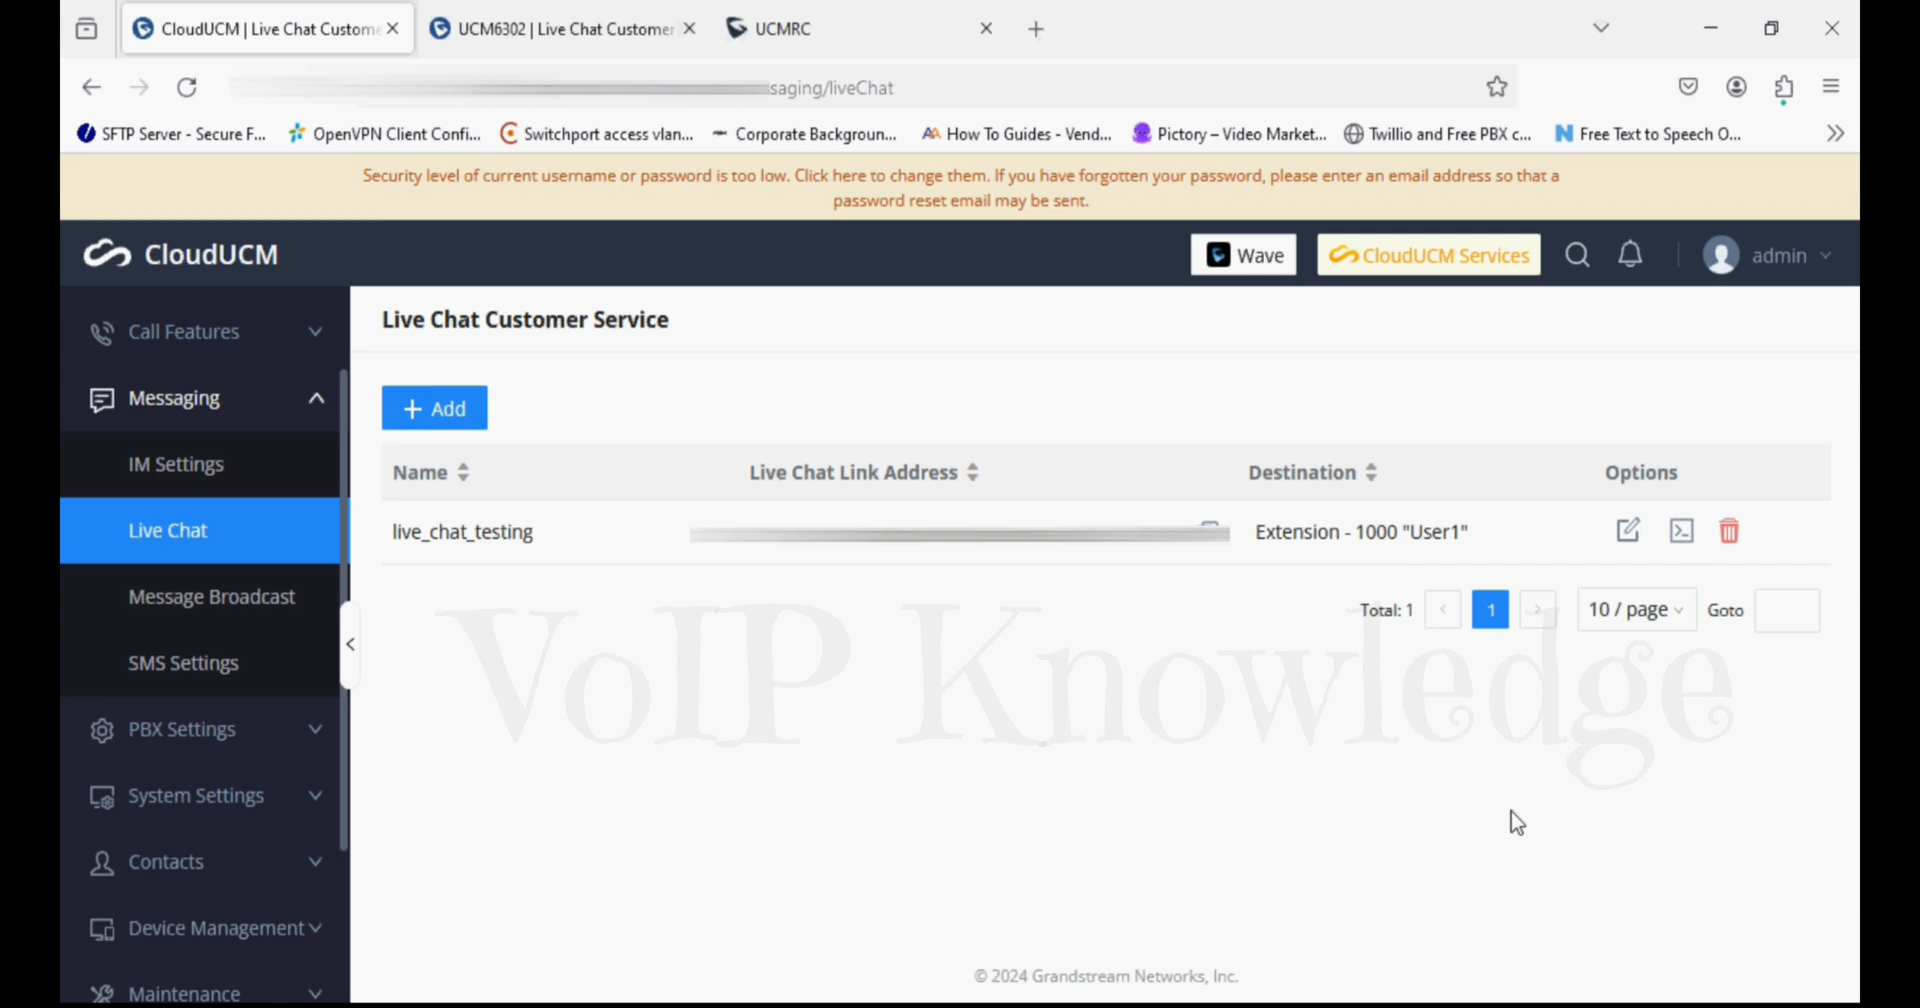 CloudUCM | Live Chat Custome
UCM6302 | Live Chat Customer
UCMRC
saging/liveChat
SFTP Server - Secure F...
OpenVPN Client Confi...
Switchport access vlan...
Corporate Backgroun...
How To Guides - Vend...
Pictory – Video Market...
Twillio and Free PBX c...
Free Text to Speech O...
Security level of current username or password is too low. Click here to change them. If you have forgotten your password, please enter an email address so that a
password reset email may be sent.
CloudUCM
Wave
CloudUCM Services
admin
Call Features
Messaging
IM Settings
Live Chat
Message Broadcast
SMS Settings
PBX Settings
System Settings
Contacts
Device Management
Maintenance
Live Chat Customer Service
+ Add
Name
Live Chat Link Address
Destination
Options
live_chat_testing
Extension - 1000 "User1"
Total: 1
<
1
>
10 / page
Goto
VoIP Knowledge
© 2024 Grandstream Networks, Inc.